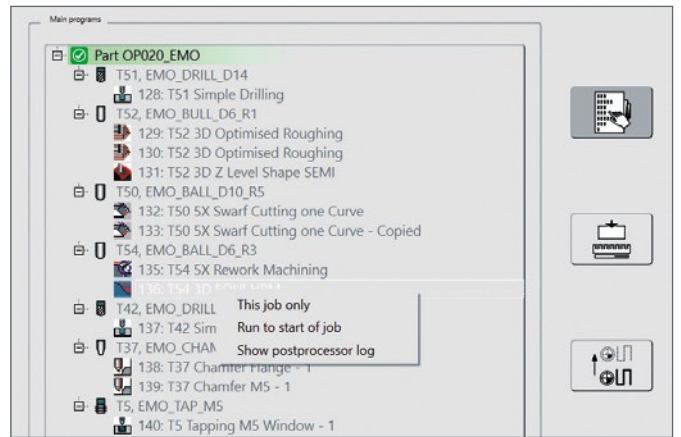 Main programs
Part OP020_EMO
T51, EMO_DRILL_D14
128: T51 Simple Drilling
T52, EMO_BULL_D6_R1
129: T52 3D Optimised Roughing
130: T52 3D Optimised Roughing
131: T52 3D Z Level Shape SEMI
T50, EMO_BALL_D10_R5
132: T50 5X Swarf Cutting one Curve
133: T50 5X Swarf Cutting one Curve - Copied
T54, EMO_BALL_D6_R3
135: T54 5X Rework Machining
136: T54 3D
This job only
T42, EMO_DRILL
Run to start of job
137: T42 Sim
Show postprocessor log
T37, EMO_CHAM
138: T37 Chamfer Flange - 1
139: T37 Chamfer M5 - 1
T5, EMO_TAP_M5
140: T5 Tapping M5 Window - 1